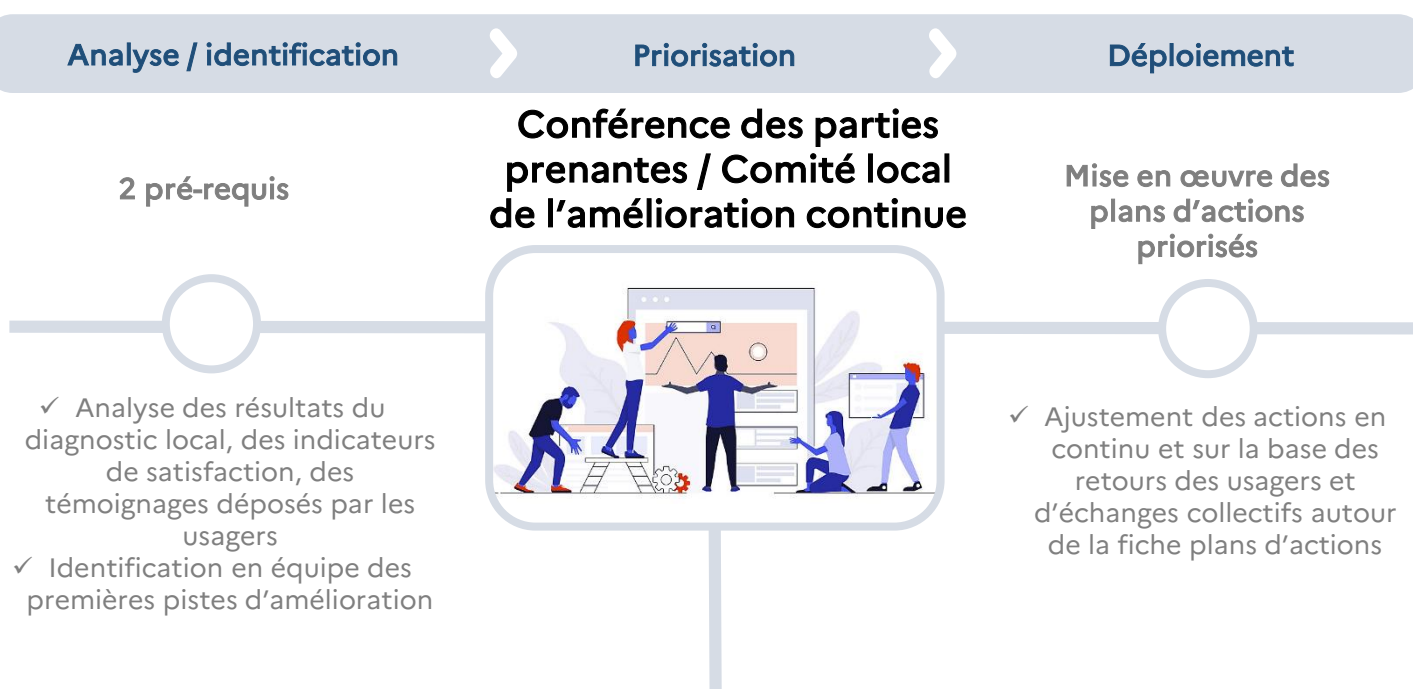 Analyse / identification
Priorisation
Déploiement
2 pré-requis
Conférence des parties
prenantes / Comité local
de l’amélioration continue
Mise en œuvre des
plans d’actions
priorisés
✓ Analyse des résultats du
diagnostic local, des indicateurs
de satisfaction, des
témoignages déposés par les
usagers
✓ Identification en équipe des
premières pistes d’amélioration
✓ Ajustement des actions en
continu et sur la base des
retours des usagers et
d’échanges collectifs autour
de la fiche plans d’actions